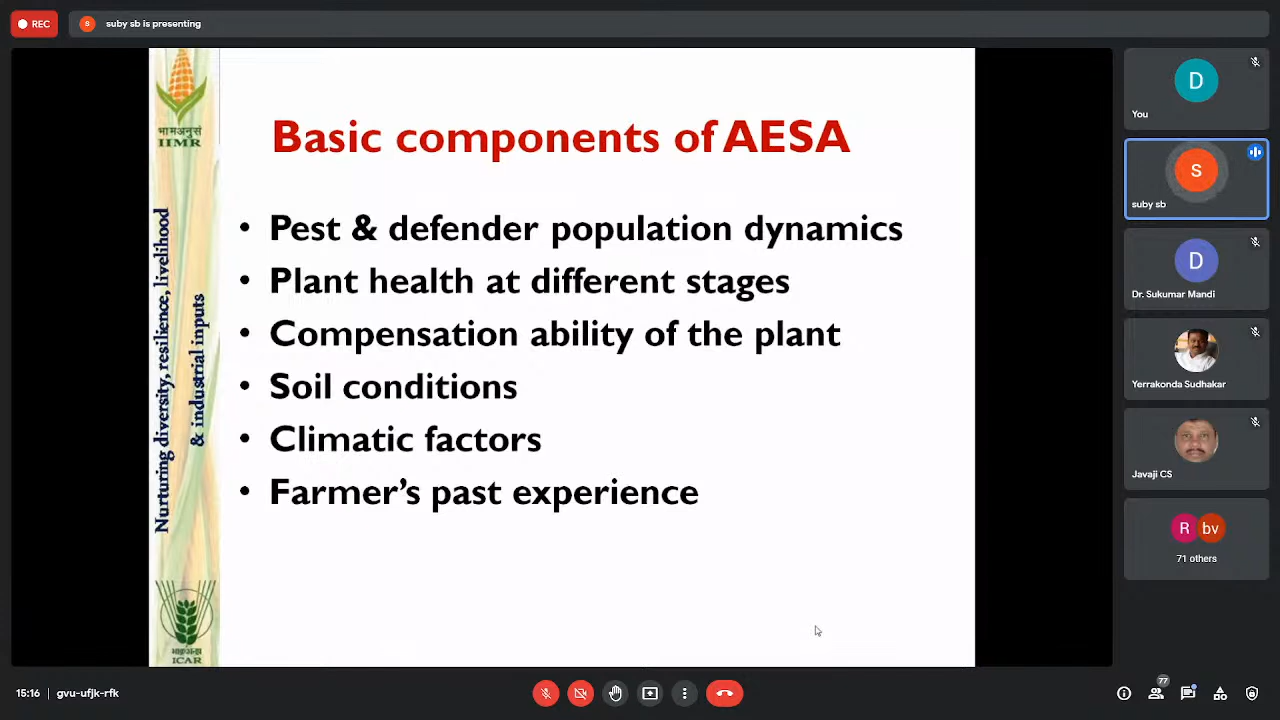 REC
s
suby sb is presenting
भाकृअनुसं
IIMR
Nurturing diversity, resilience, livelihood
& industrial inputs
ICAR
Basic components of AESA
• Pest & defender population dynamics
• Plant health at different stages
• Compensation ability of the plant
• Soil conditions
• Climatic factors
• Farmer’s past experience
D
You
s
suby sb
D
Dr. Sukumar Mandi
Yerrakonda Sudhakar
Javaji CS
R bv
71 others
15:16 | gvu-ufjk-rfk
77